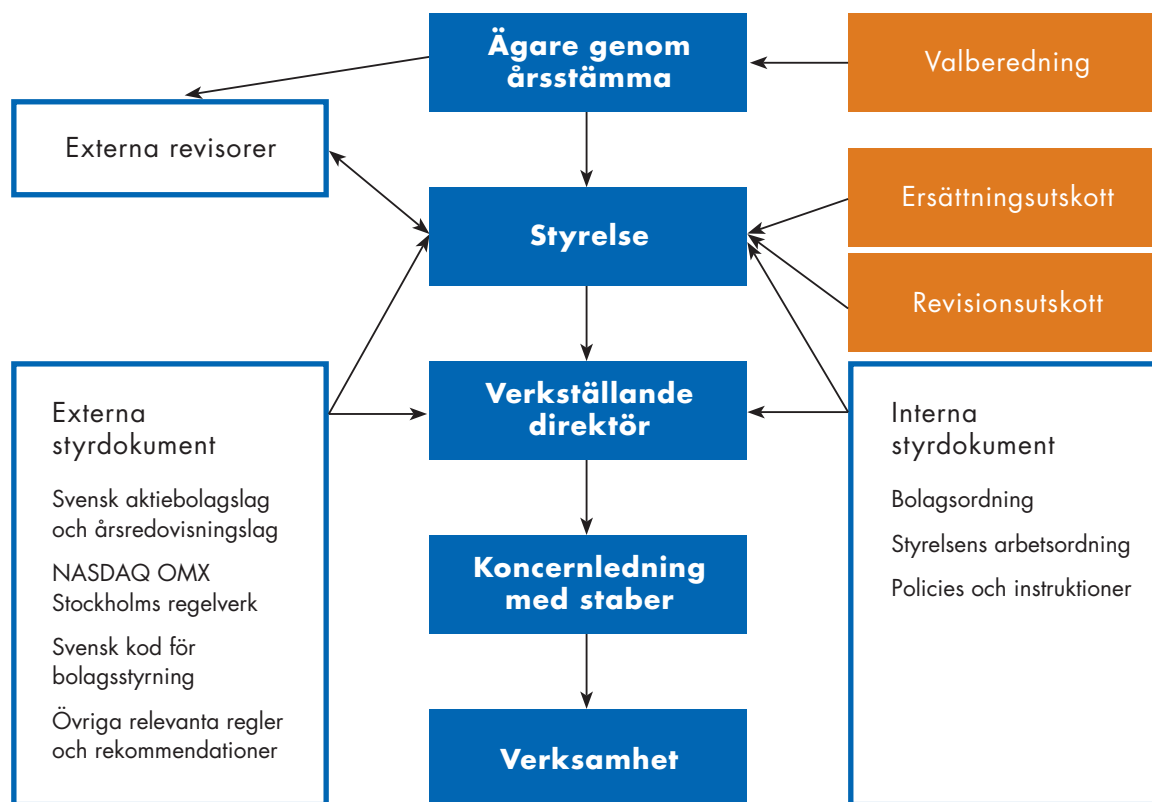 Ägare genom
årsstämma
Valberedning
Externa revisorer
Ersättningsutskott
Styrelse
Revisionsutskott
Verkställande
direktör
Externa
styrdokument
Svensk aktiebolagslag
och årsredovisningslag
NASDAQ OMX
Stockholms regelverk
Svensk kod för
bolagsstyrning
Övriga relevanta regler
och rekommendationer
Interna
styrdokument
Bolagsordning
Styrelsens arbetsordning
Policies och instruktioner
Koncernledning
med staber
Verksamhet